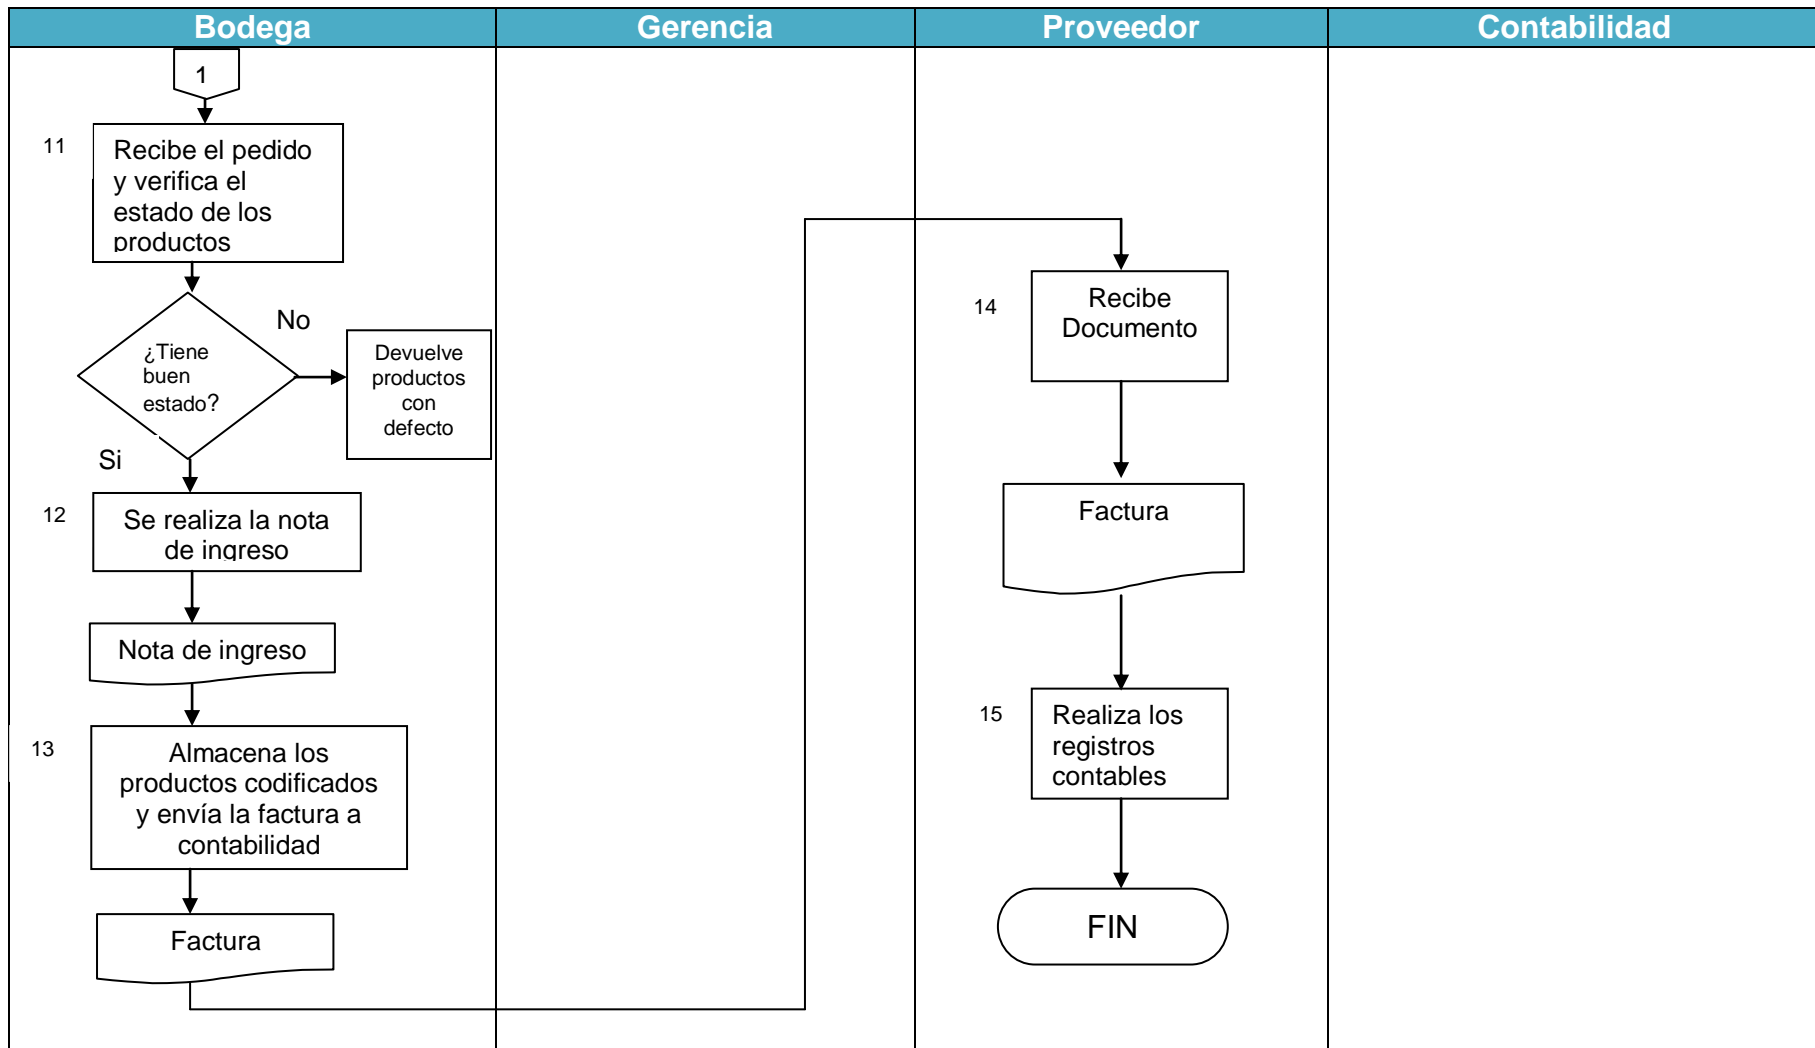 Bodega
Gerencia
Proveedor
Contabilidad
1
11
Recibe el pedido
y verifica el
estado de los
productos
No
¿Tiene
buen
estado?
Devuelve
productos
con
defecto
Si
12
Se realiza la nota
de ingreso
Nota de ingreso
13
Almacena los
productos codificados
y envía la factura a
contabilidad
Factura
14
Recibe
Documento
Factura
15
Realiza los
registros
contables
FIN